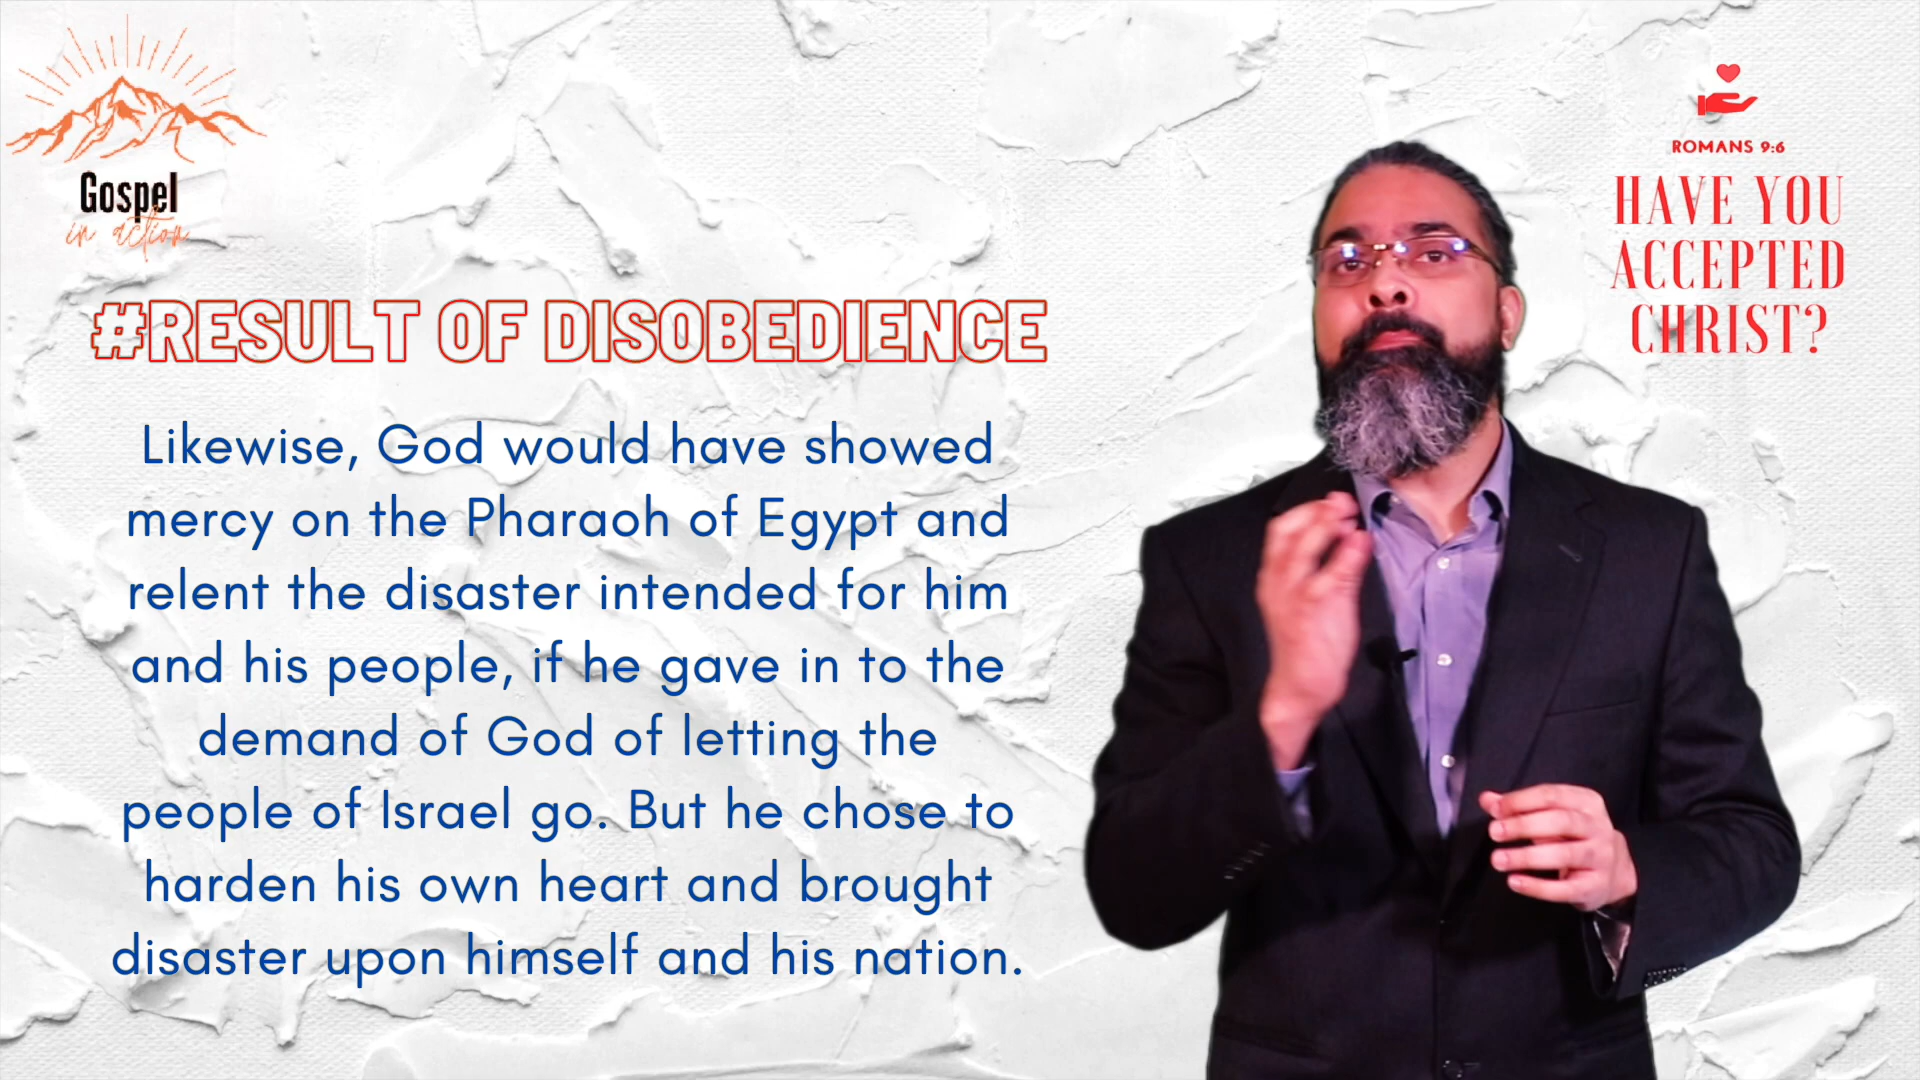 Gospel
in action
ROMANS 9:6
HAVE YOU
ACCEPTED
CHRIST?
#RESULT OF DISOBEDIENCE
Likewise, God would have showed
mercy on the Pharaoh of Egypt and
relent the disaster intended for him
and his people, if he gave in to the
demand of God of letting the
people of Israel go. But he chose to
harden his own heart and brought
disaster upon himself and his nation.